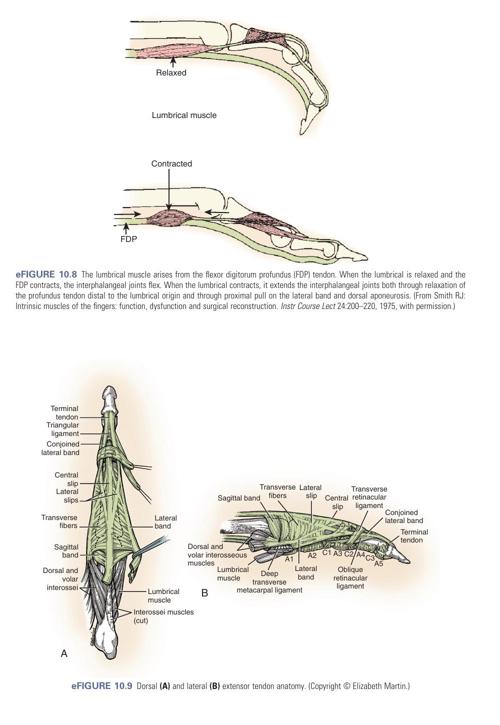 Relaxed
Lumbrical muscle
Contracted
FDP
eFIGURE 10.8 The lumbrical muscle arises from the flexor digitorum profundus (FDP) tendon. When the lumbrical is relaxed and the
FDP contracts, the interphalangeal joints flex. When the lumbrical contracts, it extends the interphalangeal joints both through relaxation of
the profundus tendon distal to the lumbrical origin and through proximal pull on the lateral band and dorsal aponeurosis. (From Smith RJ:
Intrinsic muscles of the fingers: function, dysfunction and surgical reconstruction. Instr Course Lect 24:200–220, 1975, with permission.)
Terminal
tendon
Triangular
ligament
Conjoined
lateral band
Central
slip
Lateral
slips
Transverse
fibers
Lateral
band
Sagittal
band
Dorsal and
volar
interossei
Lumbrical
muscle
Interossei muscles
(cut)
A
Sagittal band
Transverse
fibers
Lateral
slip
Central
slip
Transverse
retinacular
ligament
Conjoined
lateral band
Terminal
tendon
Dorsal and
volar interosseous
muscles
Lumbrical
muscle
A1
A2
C1
A3
C2
A4
C3
A5
Deep
transverse
metacarpal ligament
Lateral
band
Oblique
retinacular
ligament
B
eFIGURE 10.9 Dorsal (A) and lateral (B) extensor tendon anatomy. (Copyright © Elizabeth Martin.)